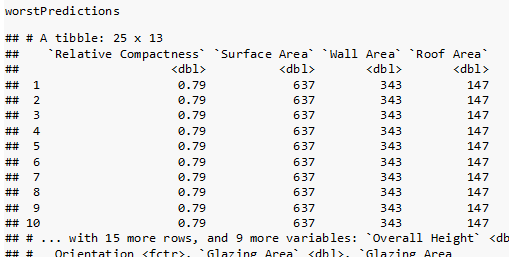 worstPredictions
## # A tibble: 25 x 13
##    `Relative Compactness` `Surface Area` `Wall Area` `Roof Area`
##                     <dbl>          <dbl>       <dbl>       <dbl>
##  1                   0.79            637         343         147
##  2                   0.79            637         343         147
##  3                   0.79            637         343         147
##  4                   0.79            637         343         147
##  5                   0.79            637         343         147
##  6                   0.79            637         343         147
##  7                   0.79            637         343         147
##  8                   0.79            637         343         147
##  9                   0.79            637         343         147
## 10                   0.79            637         343         147
## # ... with 15 more rows, and 9 more variables: `Overall Height` <db
## #   Orientation <fctr>, `Glazing Area` <dbl>, `Glazing Area